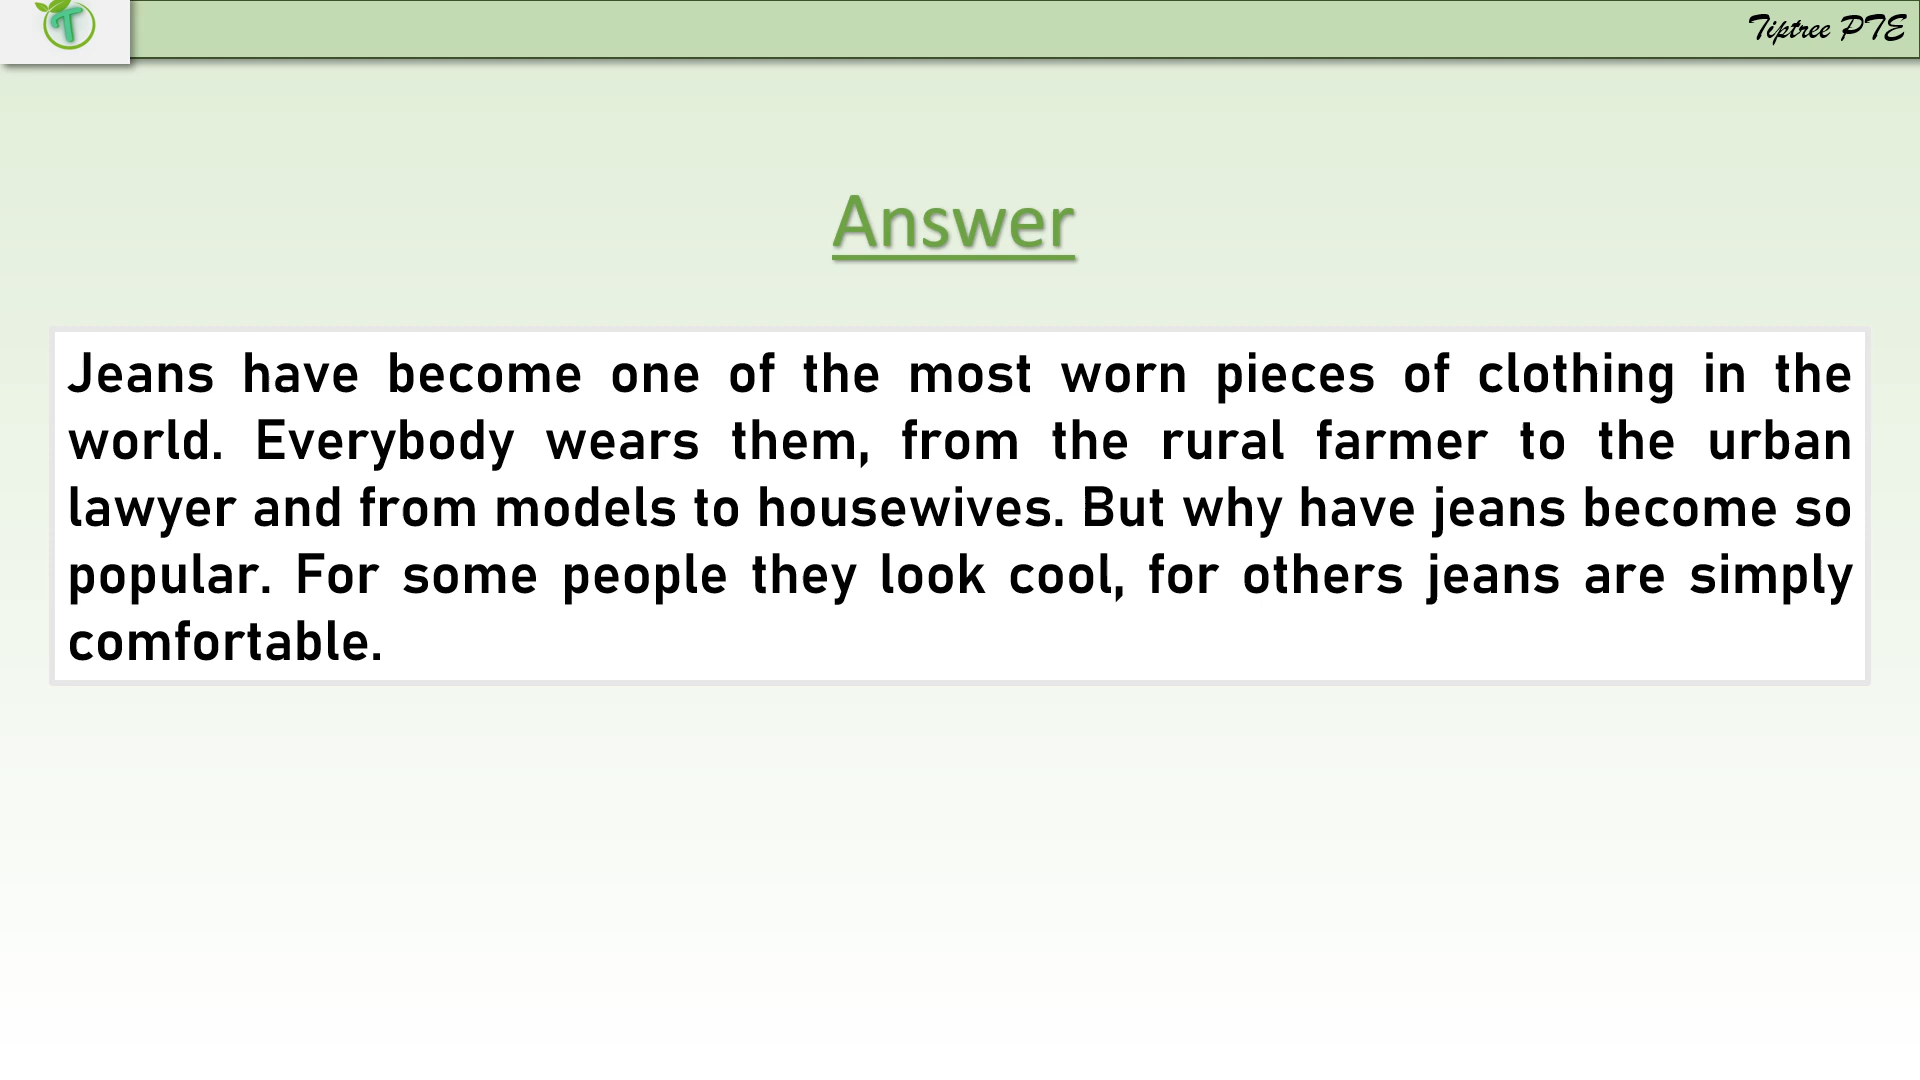 Tiptree PTE
Answer
Jeans have become one of the most worn pieces of clothing in the
world. Everybody wears them, from the rural farmer to the urban
lawyer and from models to housewives. But why have jeans become so
popular. For some people they look cool, for others jeans are simply
comfortable.